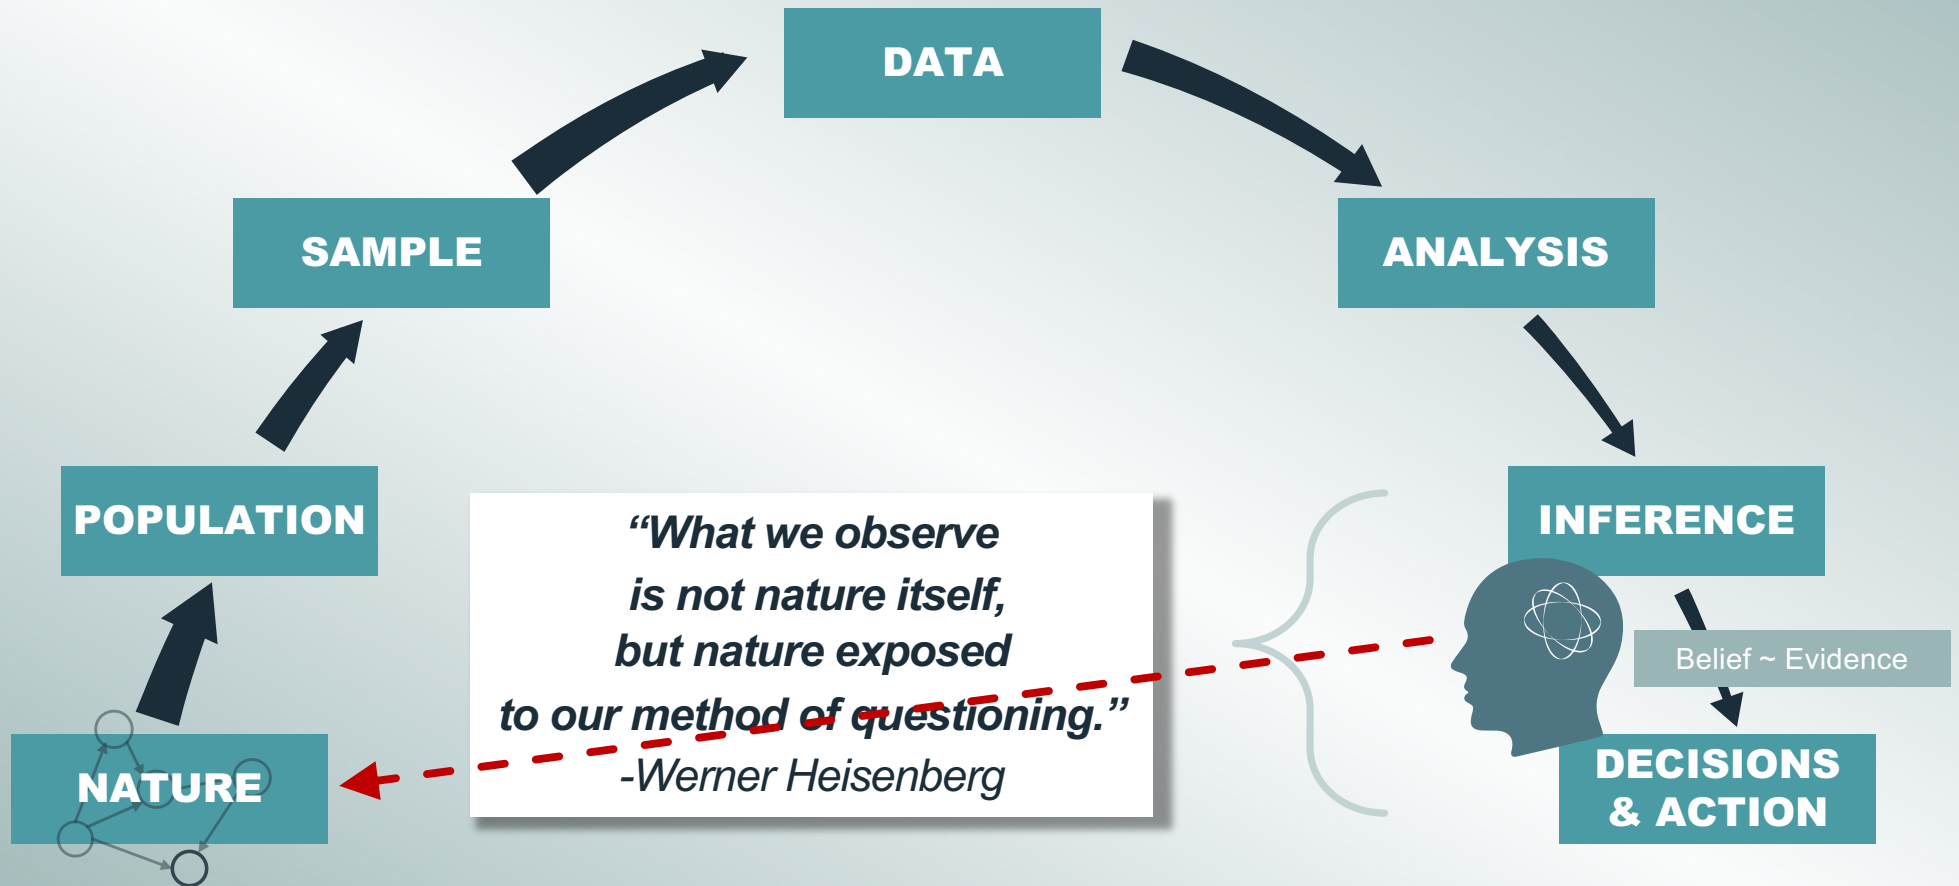 DATA
SAMPLE
ANALYSIS
POPULATION
“What we observe
is not nature itself,
but nature exposed
to our method of questioning.”
-Werner Heisenberg
INFERENCE
Belief ~ Evidence
NATURE
DECISIONS
& ACTION